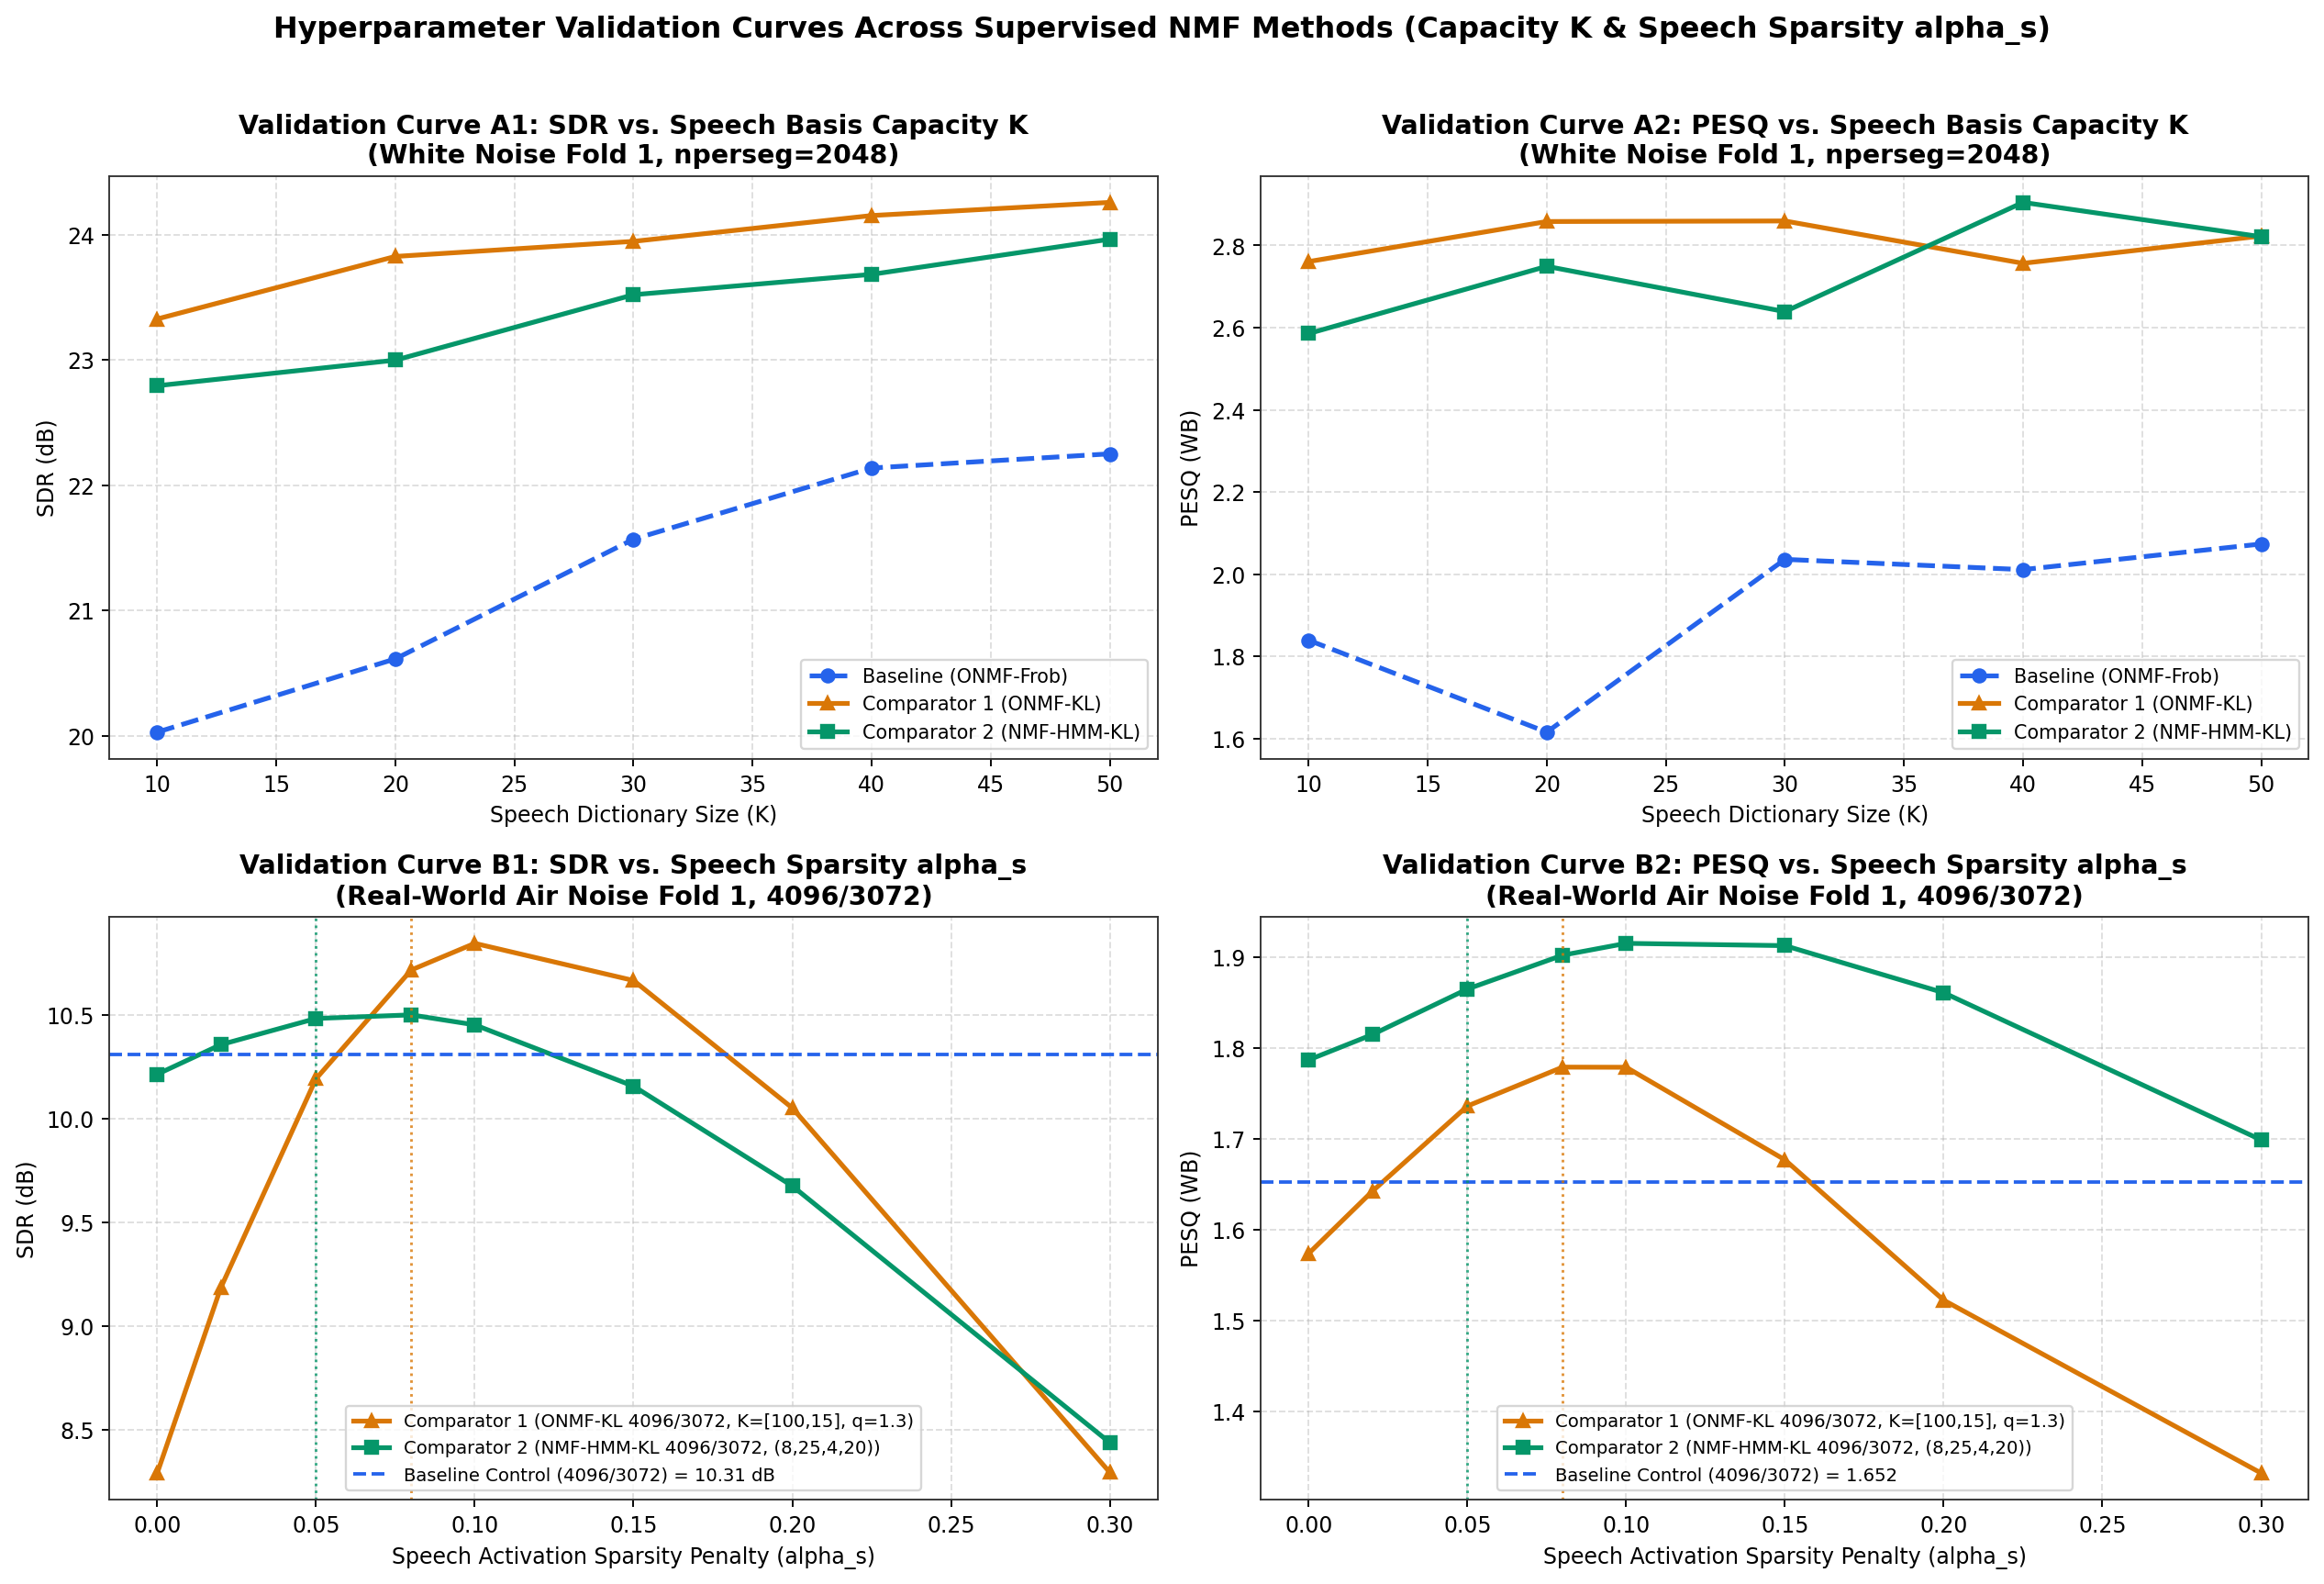 Hyperparameter Validation Curves Across Supervised NMF Methods (Capacity K & Speech Sparsity alpha_s)
Validation Curve A1: SDR vs. Speech Basis Capacity K
(White Noise Fold 1, nperseg=2048)
24
23
22
21
20
SDR (dB)
10 15 20 25 30 35 40 45 50
Speech Dictionary Size (K)
Baseline (ONMF-Frob)
Comparator 1 (ONMF-KL)
Comparator 2 (NMF-HMM-KL)
Validation Curve A2: PESQ vs. Speech Basis Capacity K
(White Noise Fold 1, nperseg=2048)
2.8
2.6
2.4
2.2
2.0
1.8
1.6
PESQ (WB)
10 15 20 25 30 35 40 45 50
Speech Dictionary Size (K)
Baseline (ONMF-Frob)
Comparator 1 (ONMF-KL)
Comparator 2 (NMF-HMM-KL)
Validation Curve B1: SDR vs. Speech Sparsity alpha_s
(Real-World Air Noise Fold 1, 4096/3072)
10.5
10.0
9.5
9.0
8.5
SDR (dB)
0.00 0.05 0.10 0.15 0.20 0.25 0.30
Speech Activation Sparsity Penalty (alpha_s)
Comparator 1 (ONMF-KL 4096/3072, K=[100,15], q=1.3)
Comparator 2 (NMF-HMM-KL 4096/3072, (8,25,4,20))
Baseline Control (4096/3072) = 10.31 dB
Validation Curve B2: PESQ vs. Speech Sparsity alpha_s
(Real-World Air Noise Fold 1, 4096/3072)
1.9
1.8
1.7
1.6
1.5
1.4
PESQ (WB)
0.00 0.05 0.10 0.15 0.20 0.25 0.30
Speech Activation Sparsity Penalty (alpha_s)
Comparator 1 (ONMF-KL 4096/3072, K=[100,15], q=1.3)
Comparator 2 (NMF-HMM-KL 4096/3072, (8,25,4,20))
Baseline Control (4096/3072) = 1.652